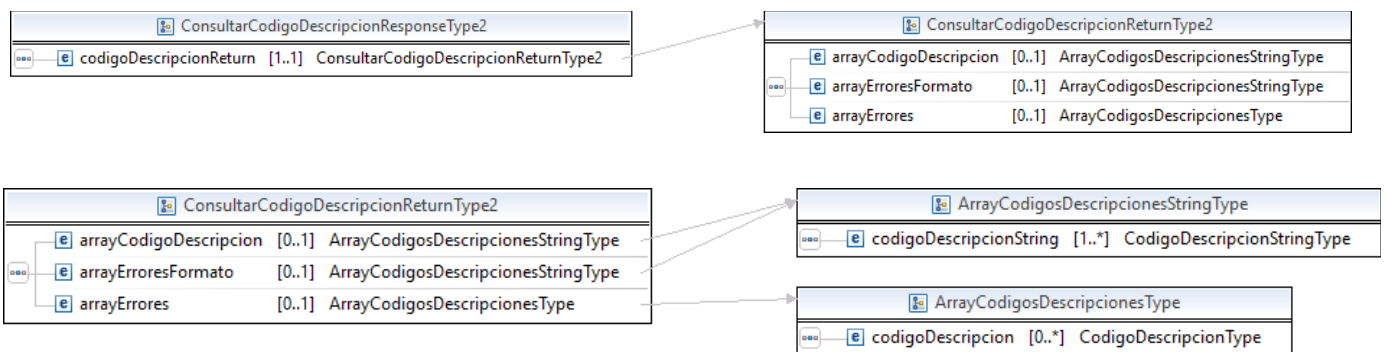 ConsultarCodigoDescripcionResponseType2
e codigoDescripcionReturn [1..1] ConsultarCodigoDescripcionReturnType2
ConsultarCodigoDescripcionReturnType2
e arrayCodigoDescripcion [0..1] ArrayCodigosDescripcionesStringType
e arrayErroresFormato [0..1] ArrayCodigosDescripcionesStringType
e arrayErrores [0..1] ArrayCodigosDescripcionesType
ConsultarCodigoDescripcionReturnType2
e arrayCodigoDescripcion [0..1] ArrayCodigosDescripcionesStringType
e arrayErroresFormato [0..1] ArrayCodigosDescripcionesStringType
e arrayErrores [0..1] ArrayCodigosDescripcionesType
ArrayCodigosDescripcionesStringType
e codigoDescripcionString [1..*] CodigoDescripcionStringType
ArrayCodigosDescripcionesType
e codigoDescripcion [0..*] CodigoDescripcionType